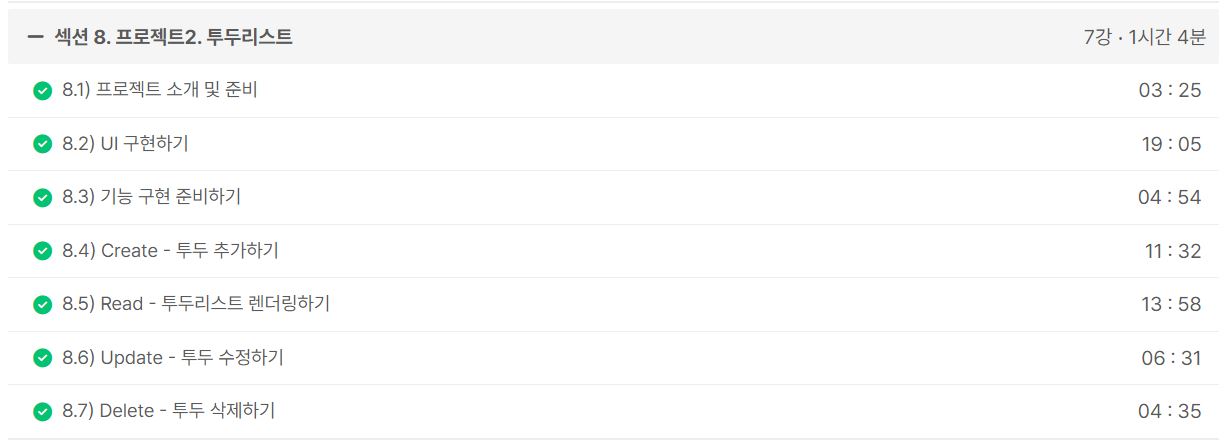 섹션 8. 프로젝트2. 투두리스트 7강 · 1시간 4분
8.1) 프로젝트 소개 및 준비 03 : 25
8.2) UI 구현하기 19 : 05
8.3) 기능 구현 준비하기 04 : 54
8.4) Create - 투두 추가하기 11 : 32
8.5) Read - 투두리스트 렌더링하기 13 : 58
8.6) Update - 투두 수정하기 06 : 31
8.7) Delete - 투두 삭제하기 04 : 35